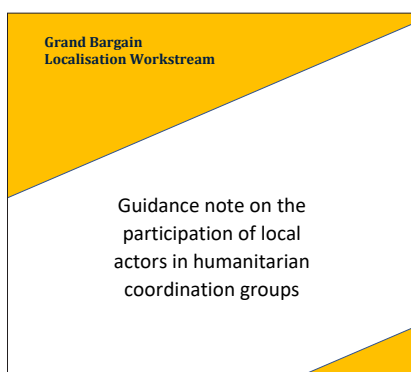 Grand Bargain
Localisation Workstream
Guidance note on the
participation of local
actors in humanitarian
coordination groups